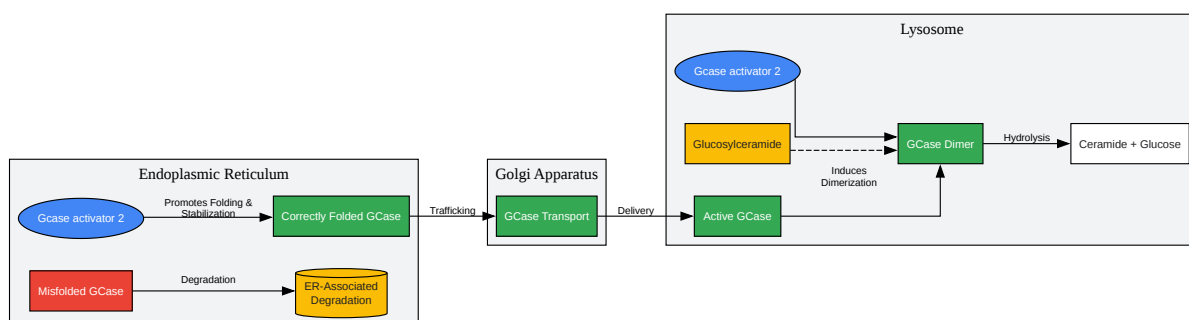 Lysosome
Gcase activator 2
Glucosylceramide
GCase Dimer
Hydrolysis
Ceramide + Glucose
Induces
Dimerization
Endoplasmic Reticulum
Gcase activator 2
Promotes Folding &
Stabilization
Correctly Folded GCase
Trafficking
Golgi Apparatus
GCase Transport
Delivery
Active GCase
Misfolded GCase
Degradation
ER-Associated
Degradation